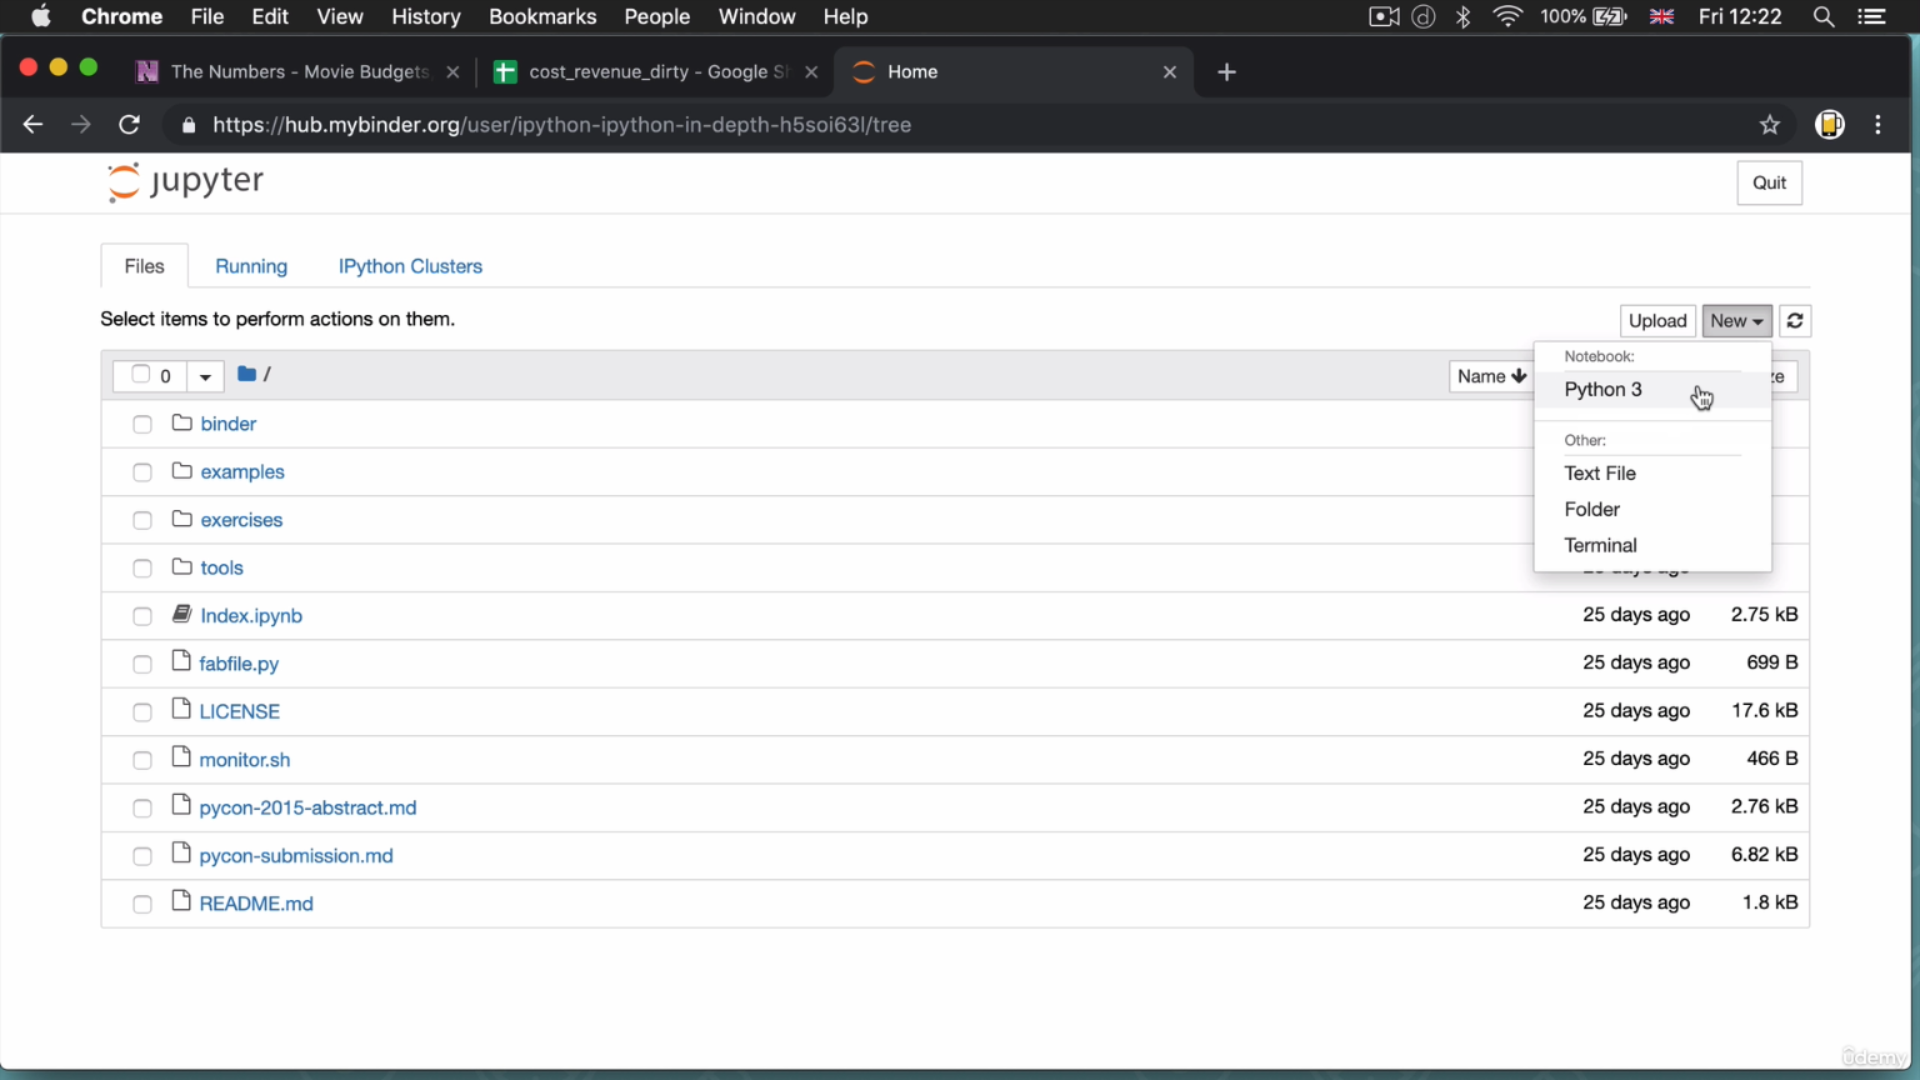 Chrome File Edit View History Bookmarks People Window Help 100% Fri 12:22
The Numbers - Movie Budgets, cost_revenue_dirty - Google Sh Home
https://hub.mybinder.org/user/ipython-ipython-in-depth-h5soi63l/tree
jupyter Quit
Files Running IPython Clusters
Select items to perform actions on them. Upload New
Notebook:
0 / Name ze
Python 3
binder
Other:
examples Text File
exercises Folder
Terminal
tools
Index.ipynb 25 days ago 2.75 kB
fabfile.py 25 days ago 699 B
LICENSE 25 days ago 17.6 kB
monitor.sh 25 days ago 466 B
pycon-2015-abstract.md 25 days ago 2.76 kB
pycon-submission.md 25 days ago 6.82 kB
README.md 25 days ago 1.8 kB
ûdemy